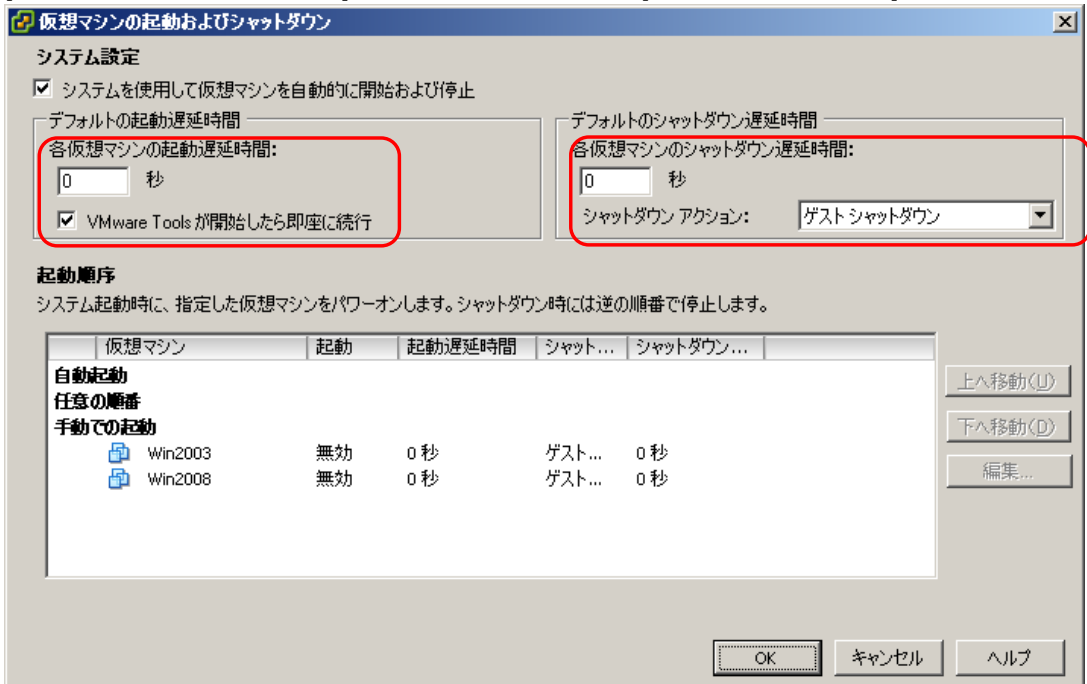 仮想マシンの起動およびシャットダウン
システム設定
システムを使用して仮想マシンを自動的に開始および停止
デフォルトの起動遅延時間
各仮想マシンの起動遅延時間:
0 秒
VMware Tools が開始したら即座に続行
デフォルトのシャットダウン遅延時間
各仮想マシンのシャットダウン遅延時間:
0 秒
シャットダウン アクション: ゲスト シャットダウン
起動順序
システム起動時に、指定した仮想マシンをパワーオンします。シャットダウン時には逆の順番で停止します。
仮想マシン 起動 起動遅延時間 シャット... シャットダウン...
自動起動
任意の順番
手動での起動
Win2003 無効 0 秒 ゲスト... 0 秒
Win2008 無効 0 秒 ゲスト... 0 秒
上へ移動(U)
下へ移動(D)
編集...
OK キャンセル ヘルプ